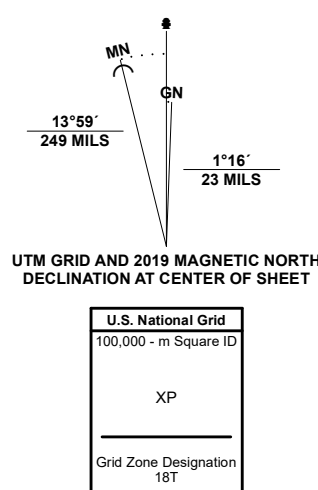 MN
GN
13°59´
249 MILS
1°16´
23 MILS
UTM GRID AND 2019 MAGNETIC NORTH
DECLINATION AT CENTER OF SHEET
U.S. National Grid
100,000 - m Square ID
XP
Grid Zone Designation
18T